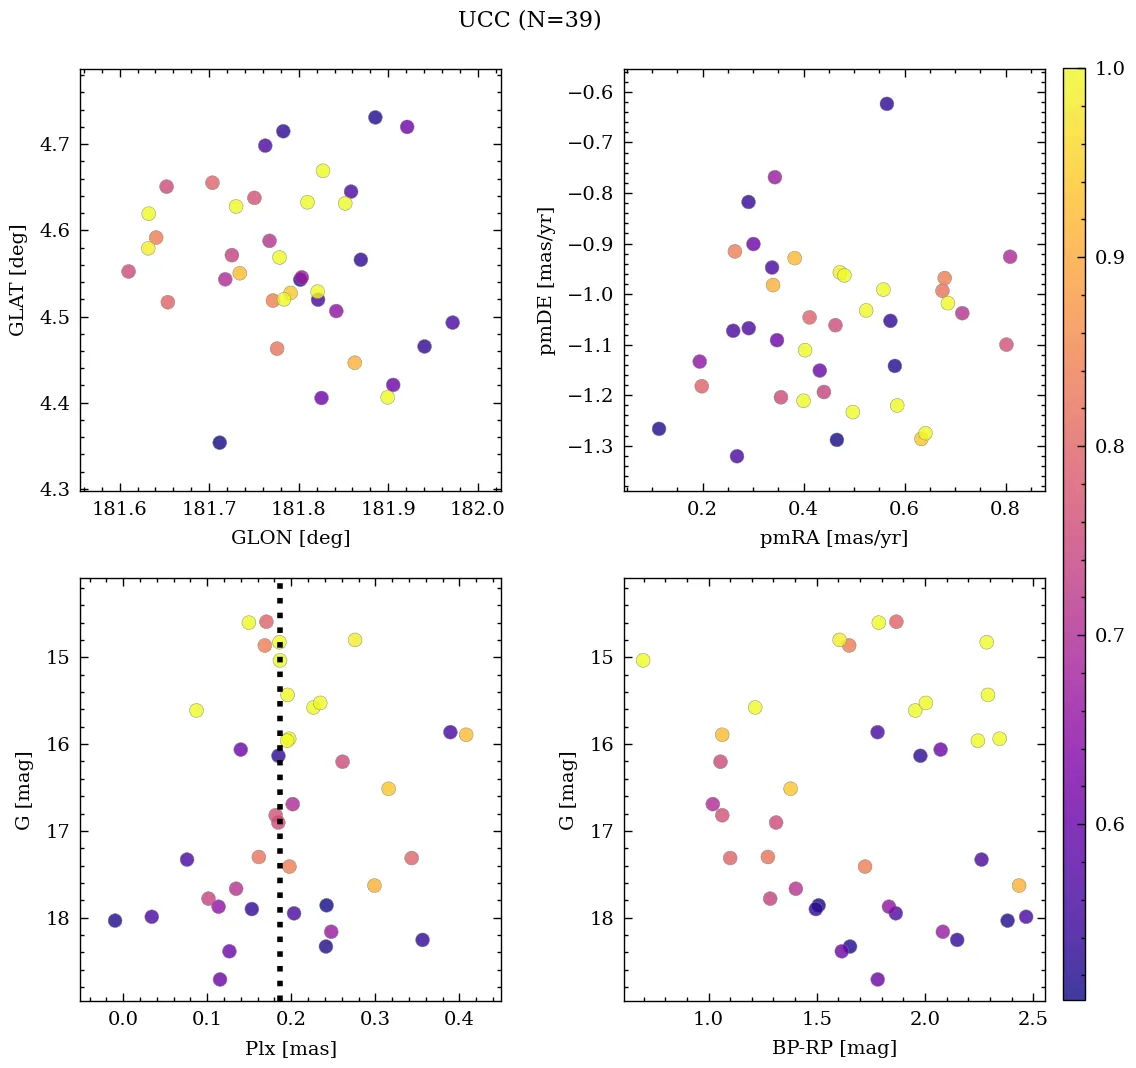 UCC (N=39)
4.7
4.6
4.5
4.4
4.3
GLAT [deg]
181.6 181.7 181.8 181.9 182.0
GLON [deg]
−0.6
−0.7
−0.8
−0.9
−1.0
−1.1
−1.2
−1.3
pmDE [mas/yr]
0.2 0.4 0.6 0.8
pmRA [mas/yr]
15
16
17
18
G [mag]
0.0 0.1 0.2 0.3 0.4
Plx [mas]
15
16
17
18
G [mag]
1.0 1.5 2.0 2.5
BP-RP [mag]
1.0
0.9
0.8
0.7
0.6